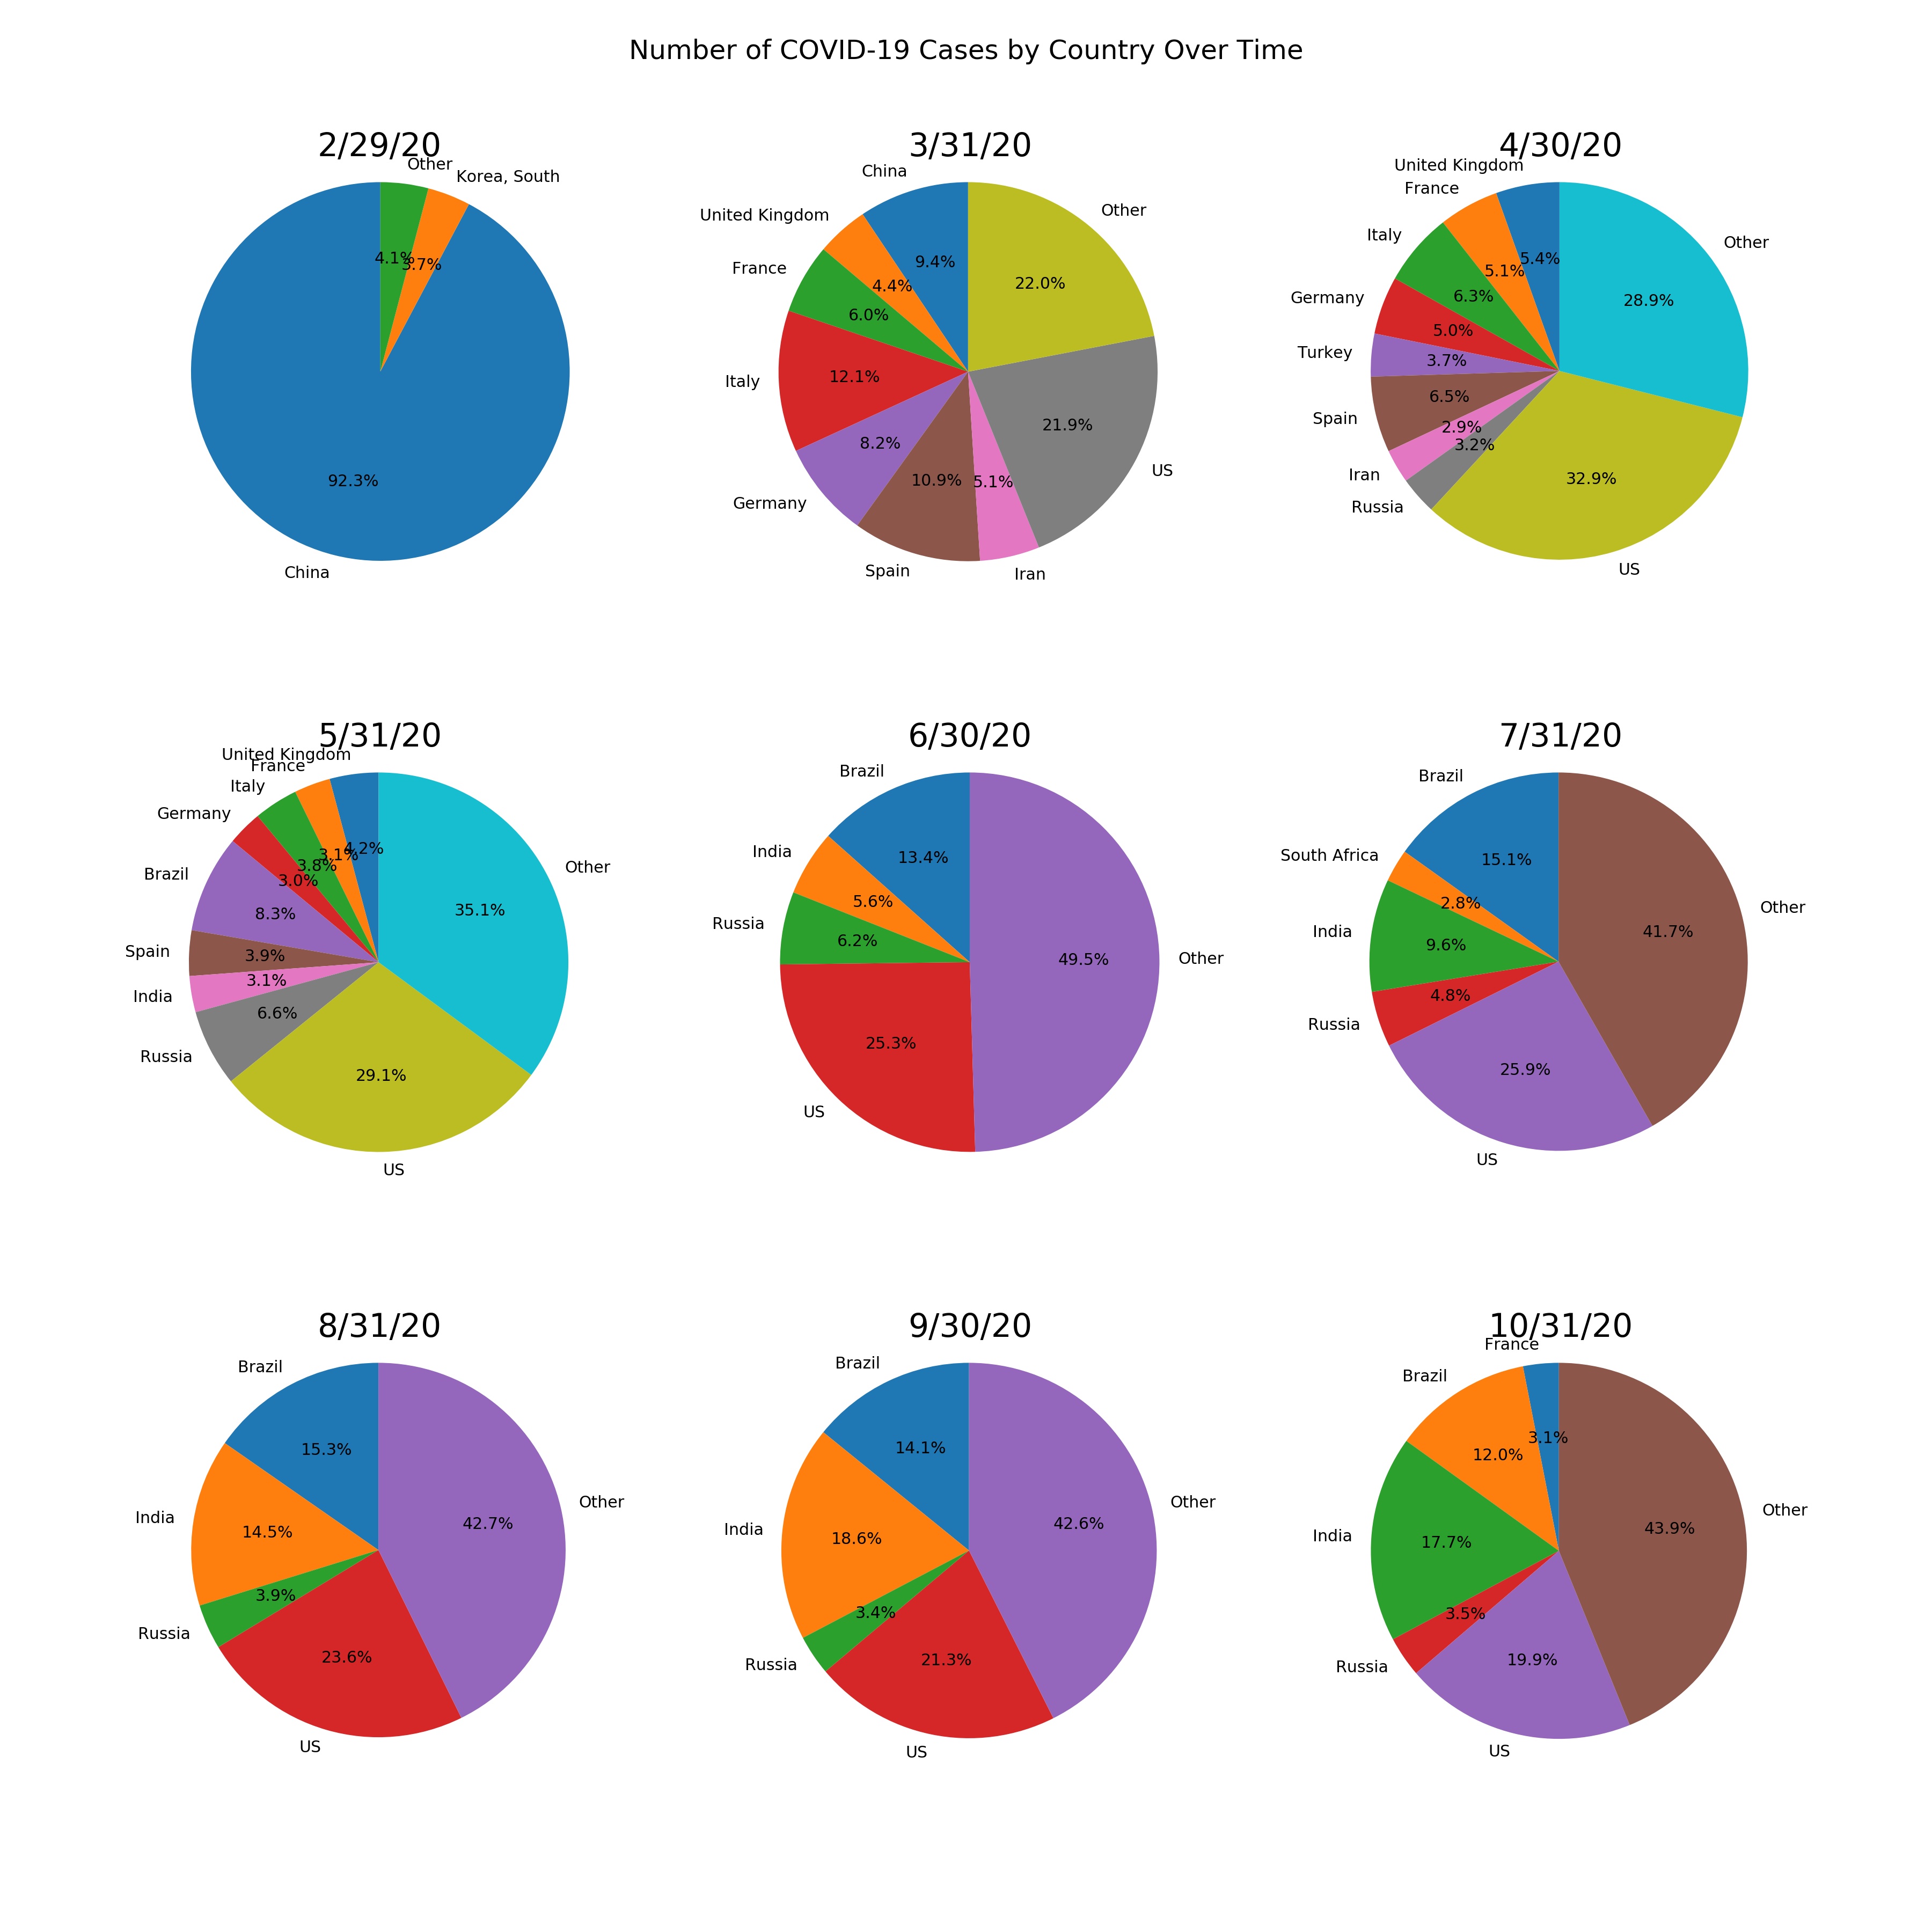 Number of COVID-19 Cases by Country Over Time
2/29/20
Other
Korea, South
4.1%
3.7%
92.3%
China
3/31/20
China
Other
United Kingdom
France
9.4%
22.0%
4.4%
6.0%
Italy
12.1%
21.9%
8.2%
US
10.9%
5.1%
Germany
Spain
Iran
4/30/20
United Kingdom
France
Italy
Other
5.4%
5.1%
Germany
6.3%
28.9%
5.0%
Turkey
3.7%
6.5%
Spain
2.9%
3.2%
Iran
32.9%
Russia
US
5/31/20
United Kingdom
France
Italy
Germany
4.2%
3.1%
3.8%
Other
Brazil
3.0%
8.3%
35.1%
Spain
3.9%
3.1%
India
6.6%
Russia
29.1%
US
6/30/20
Brazil
India
13.4%
5.6%
Russia
6.2%
49.5%
Other
25.3%
US
7/31/20
Brazil
South Africa
15.1%
2.8%
Other
India
9.6%
41.7%
4.8%
Russia
25.9%
US
8/31/20
Brazil
15.3%
Other
India
14.5%
42.7%
3.9%
Russia
23.6%
US
9/30/20
Brazil
14.1%
Other
India
18.6%
42.6%
3.4%
Russia
21.3%
US
10/31/20
France
Brazil
3.1%
12.0%
Other
India
17.7%
43.9%
3.5%
Russia
19.9%
US